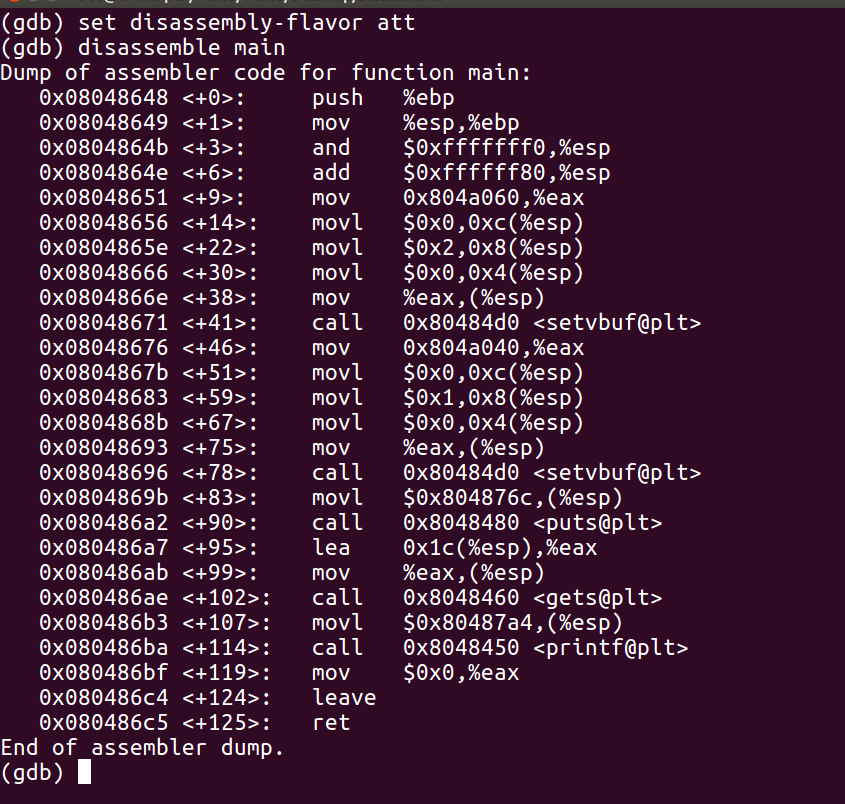 (gdb) set disassembly-flavor att
(gdb) disassemble main
Dump of assembler code for function main:
   0x08048648 <+0>:     push   %ebp
   0x08048649 <+1>:     mov    %esp,%ebp
   0x0804864b <+3>:     and    $0xfffffff0,%esp
   0x0804864e <+6>:     add    $0xffffff80,%esp
   0x08048651 <+9>:     mov    0x804a060,%eax
   0x08048656 <+14>:    movl   $0x0,0xc(%esp)
   0x0804865e <+22>:    movl   $0x2,0x8(%esp)
   0x08048666 <+30>:    movl   $0x0,0x4(%esp)
   0x0804866e <+38>:    mov    %eax,(%esp)
   0x08048671 <+41>:    call   0x80484d0 <setvbuf@plt>
   0x08048676 <+46>:    mov    0x804a040,%eax
   0x0804867b <+51>:    movl   $0x0,0xc(%esp)
   0x08048683 <+59>:    movl   $0x1,0x8(%esp)
   0x0804868b <+67>:    movl   $0x0,0x4(%esp)
   0x08048693 <+75>:    mov    %eax,(%esp)
   0x08048696 <+78>:    call   0x80484d0 <setvbuf@plt>
   0x0804869b <+83>:    movl   $0x804876c,(%esp)
   0x080486a2 <+90>:    call   0x8048480 <puts@plt>
   0x080486a7 <+95>:    lea    0x1c(%esp),%eax
   0x080486ab <+99>:    mov    %eax,(%esp)
   0x080486ae <+102>:   call   0x8048460 <gets@plt>
   0x080486b3 <+107>:   movl   $0x80487a4,(%esp)
   0x080486ba <+114>:   call   0x8048450 <printf@plt>
   0x080486bf <+119>:   mov    $0x0,%eax
   0x080486c4 <+124>:   leave
   0x080486c5 <+125>:   ret
End of assembler dump.
(gdb)